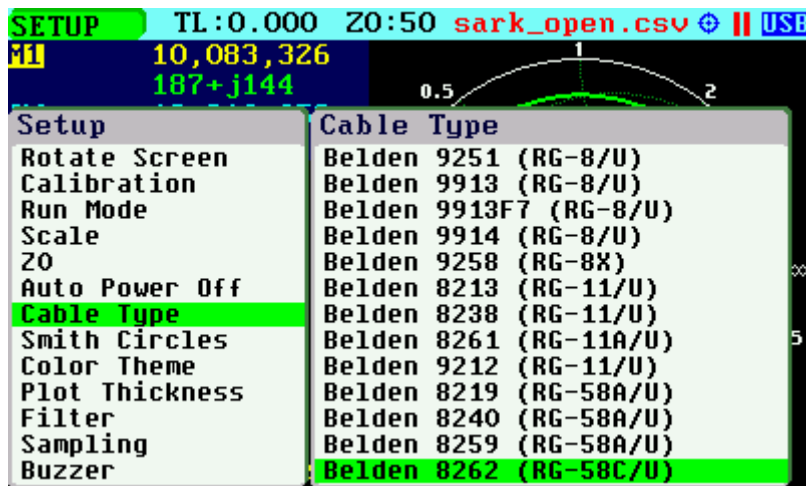 SETUP TL:0.000 Z0:50 sark_open.csv USB
M1 10,083,326
187+j144
1
0.5 2
Setup
Rotate Screen
Calibration
Run Mode
Scale
ZO
Auto Power Off
Cable Type
Smith Circles
Color Theme
Plot Thickness
Filter
Sampling
Buzzer
Cable Type
Belden 9251 (RG-8/U)
Belden 9913 (RG-8/U)
Belden 9913F7 (RG-8/U)
Belden 9914 (RG-8/U)
Belden 9258 (RG-8X)
Belden 8213 (RG-11/U)
Belden 8238 (RG-11/U)
Belden 8261 (RG-11A/U)
Belden 9212 (RG-11/U)
Belden 8219 (RG-58A/U)
Belden 8240 (RG-58A/U)
Belden 8259 (RG-58A/U)
Belden 8262 (RG-58C/U)
∞
5